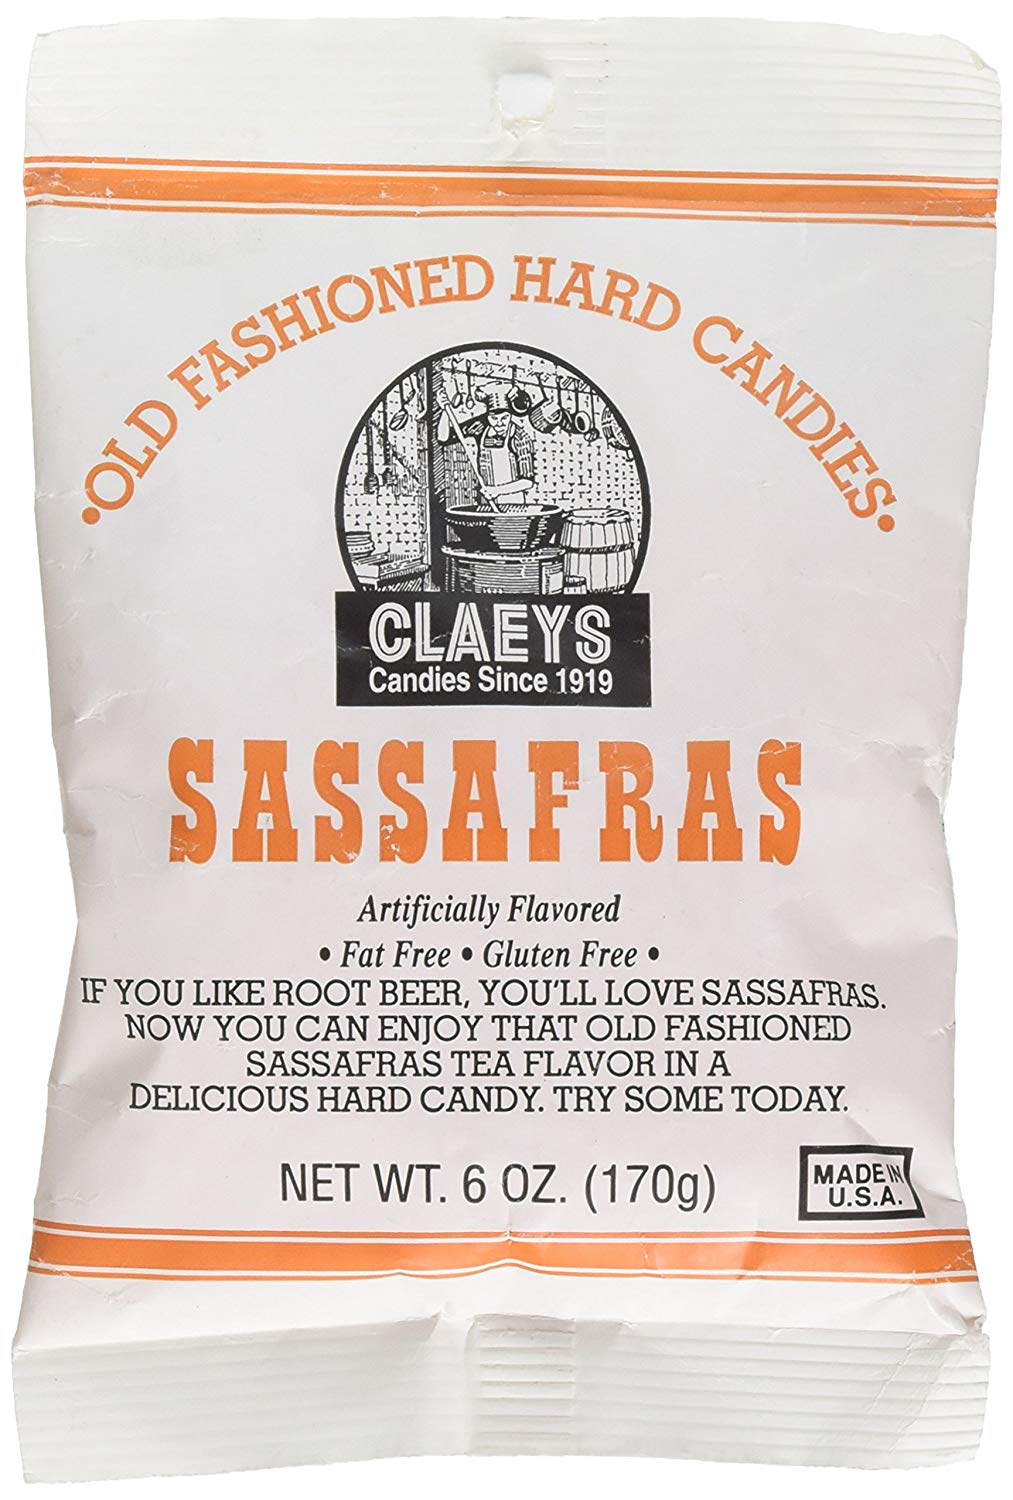 •OLD FASHIONED HARD CANDIES•
CLAEYS
Candies Since 1919
SASSAFRAS
Artificially Flavored
• Fat Free • Gluten Free •
IF YOU LIKE ROOT BEER, YOU'LL LOVE SASSAFRAS.
NOW YOU CAN ENJOY THAT OLD FASHIONED
SASSAFRAS TEA FLAVOR IN A
DELICIOUS HARD CANDY. TRY SOME TODAY.
NET WT. 6 OZ. (170g)
MADE IN
U.S.A.